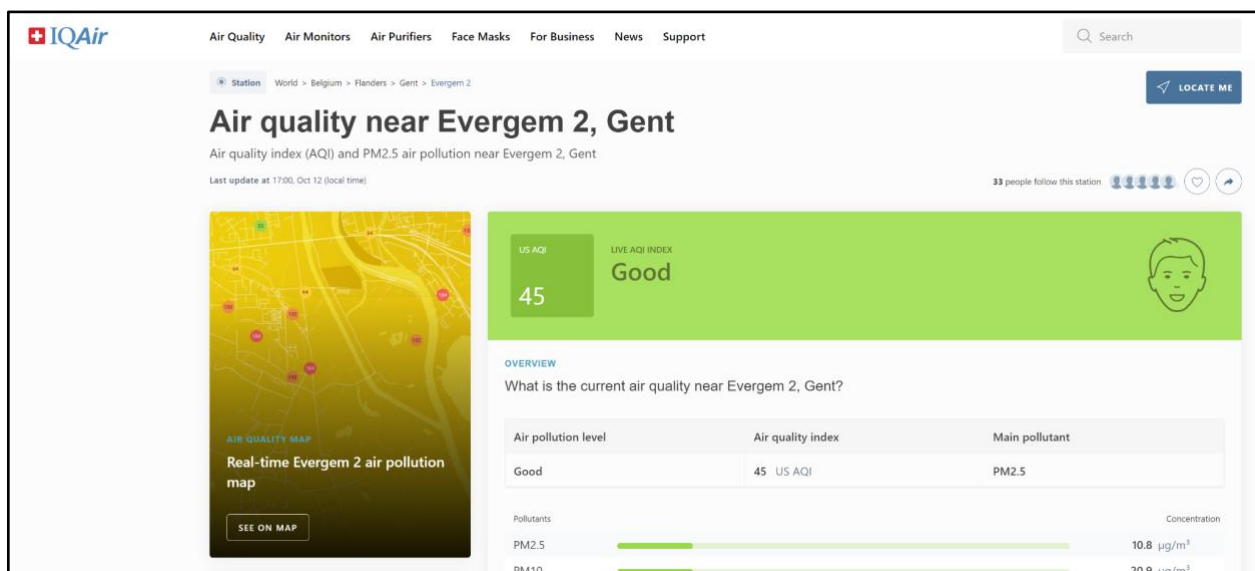 IQAir
Air Quality Air Monitors Air Purifiers Face Masks For Business News Support
Search
Station World > Belgium > Flanders > Gent > Evergem 2
LOCATE ME
Air quality near Evergem 2, Gent
Air quality index (AQI) and PM2.5 air pollution near Evergem 2, Gent
Last update at 17:00, Oct 12 (local time)
33 people follow this station
US AQI
45
LIVE AQI INDEX
Good
AIR QUALITY MAP
Real-time Evergem 2 air pollution
map
SEE ON MAP
OVERVIEW
What is the current air quality near Evergem 2, Gent?
Air pollution level Air quality index Main pollutant
Good 45 US AQI PM2.5
Pollutants Concentration
PM2.5 10.8 µg/m³
PM10 20.9 µg/m³